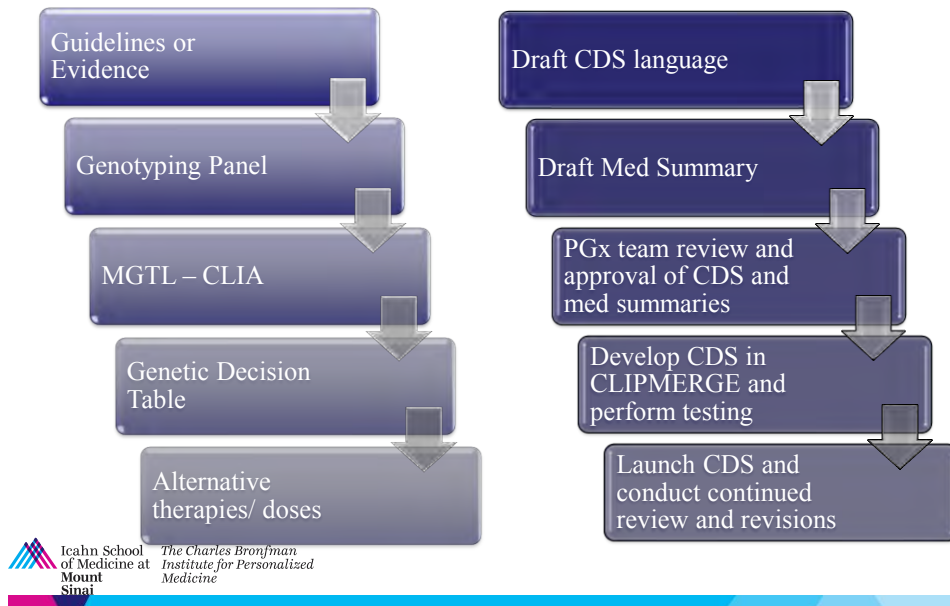 Guidelines or
Evidence
Genotyping Panel
MGTL – CLIA
Genetic Decision
Table
Alternative
therapies/ doses
Draft CDS language
Draft Med Summary
PGx team review and
approval of CDS and
med summaries
Develop CDS in
CLIPMERGE and
perform testing
Launch CDS and
conduct continued
review and revisions
Icahn School
of Medicine at
Mount
Sinai
The Charles Bronfman
Institute for Personalized
Medicine